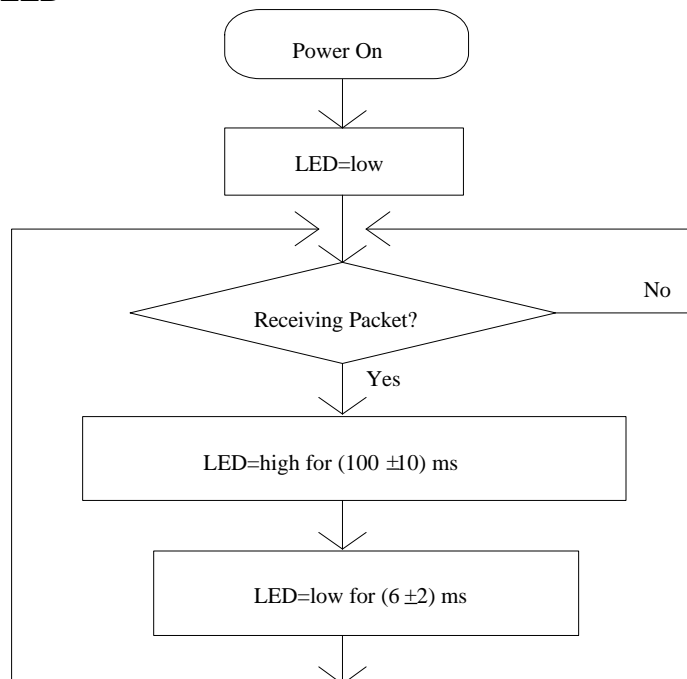 Power On
LED=low
No
Receiving Packet?
Yes
LED=high for (100 ±10) ms
LED=low for (6 ±2) ms